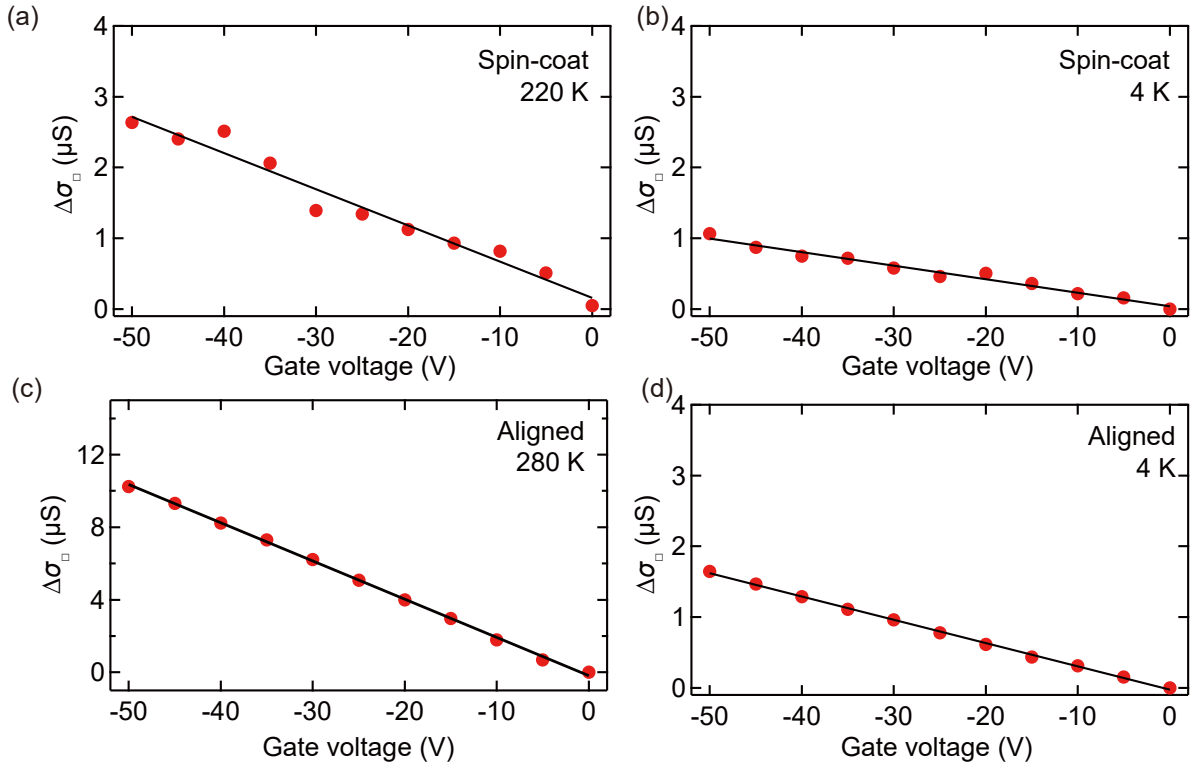 (a)
4
3
2
1
0
Δσ□ (μS)
Spin-coat
220 K
-50 -40 -30 -20 -10 0
Gate voltage (V)
(b)
4
3
2
1
0
Δσ□ (μS)
Spin-coat
4 K
-50 -40 -30 -20 -10 0
Gate voltage (V)
(c)
12
8
4
0
Δσ□ (μS)
Aligned
280 K
-50 -40 -30 -20 -10 0
Gate voltage (V)
(d)
4
3
2
1
0
Δσ□ (μS)
Aligned
4 K
-50 -40 -30 -20 -10 0
Gate voltage (V)